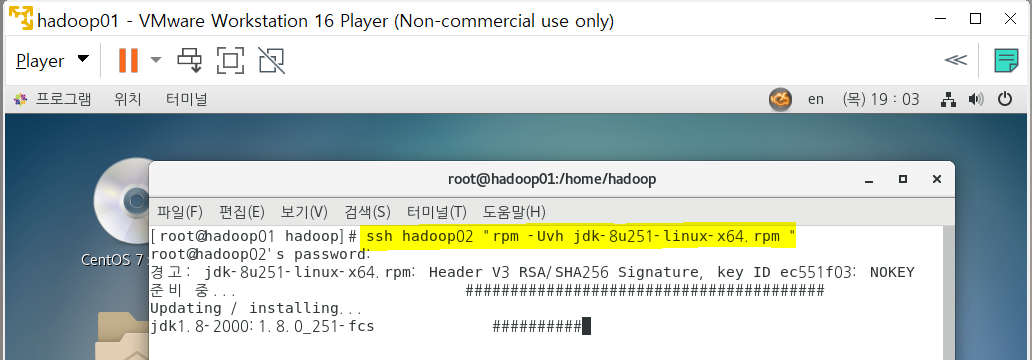 hadoop01 - VMware Workstation 16 Player (Non-commercial use only)
Player
프로그램 위치 터미널 en (목) 19 : 03
root@hadoop01:/home/hadoop
파일(F) 편집(E) 보기(V) 검색(S) 터미널(T) 도움말(H)
[root@hadoop01 hadoop]# ssh hadoop02 "rpm -Uvh jdk-8u251-linux-x64.rpm "
root@hadoop02's password:
경고: jdk-8u251-linux-x64.rpm: Header V3 RSA/SHA256 Signature, key ID ec551f03: NOKEY
준비 중... ########################################
Updating / installing...
jdk1.8-2000:1.8.0_251-fcs ##########
CentOS 7